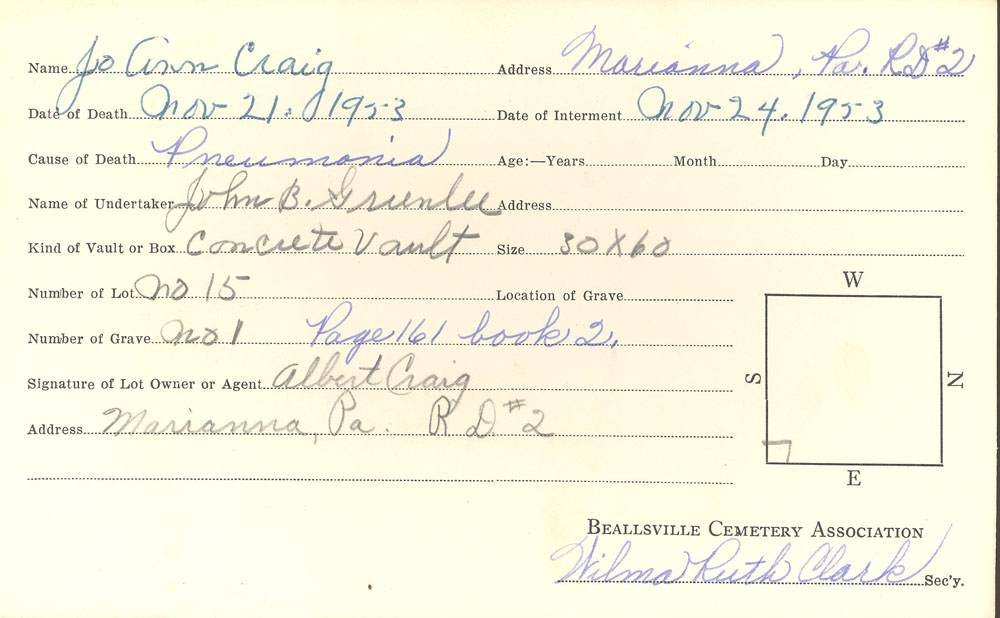 Name Jo Ann Craig Address Marianna, Pa. RD #2
Date of Death Nov 21. 1953 Date of Interment Nov 24. 1953
Cause of Death Pneumonia Age:—Years Month Day
Name of Undertaker John B. Greenlee Address
Kind of Vault or Box Concrete Vault Size 30X60
Number of Lot No 15 Location of Grave
Number of Grave No 1 Page 161 book 2.
Signature of Lot Owner or Agent Albert Craig
Address Marianna, Pa. R D. #2
W
S N
E
BEALLSVILLE CEMETERY ASSOCIATION
Wilma Ruth Clark Sec'y.